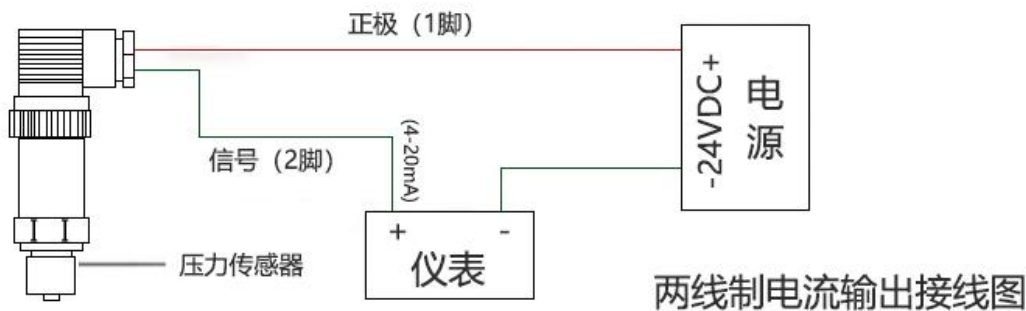 正极（1脚）
-24VDC+
电源
信号（2脚）
(4-20mA)
+ -
仪表
压力传感器
两线制电流输出接线图